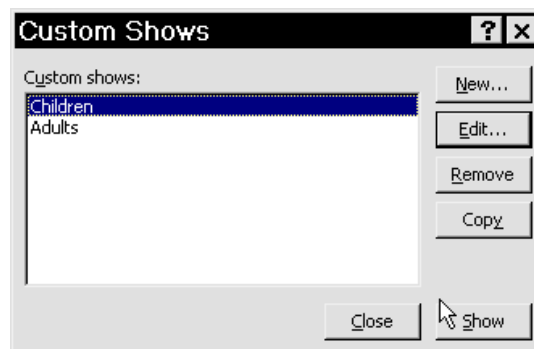 Custom Shows
Custom shows:
Children
Adults
New...
Edit...
Remove
Copy
Close
Show